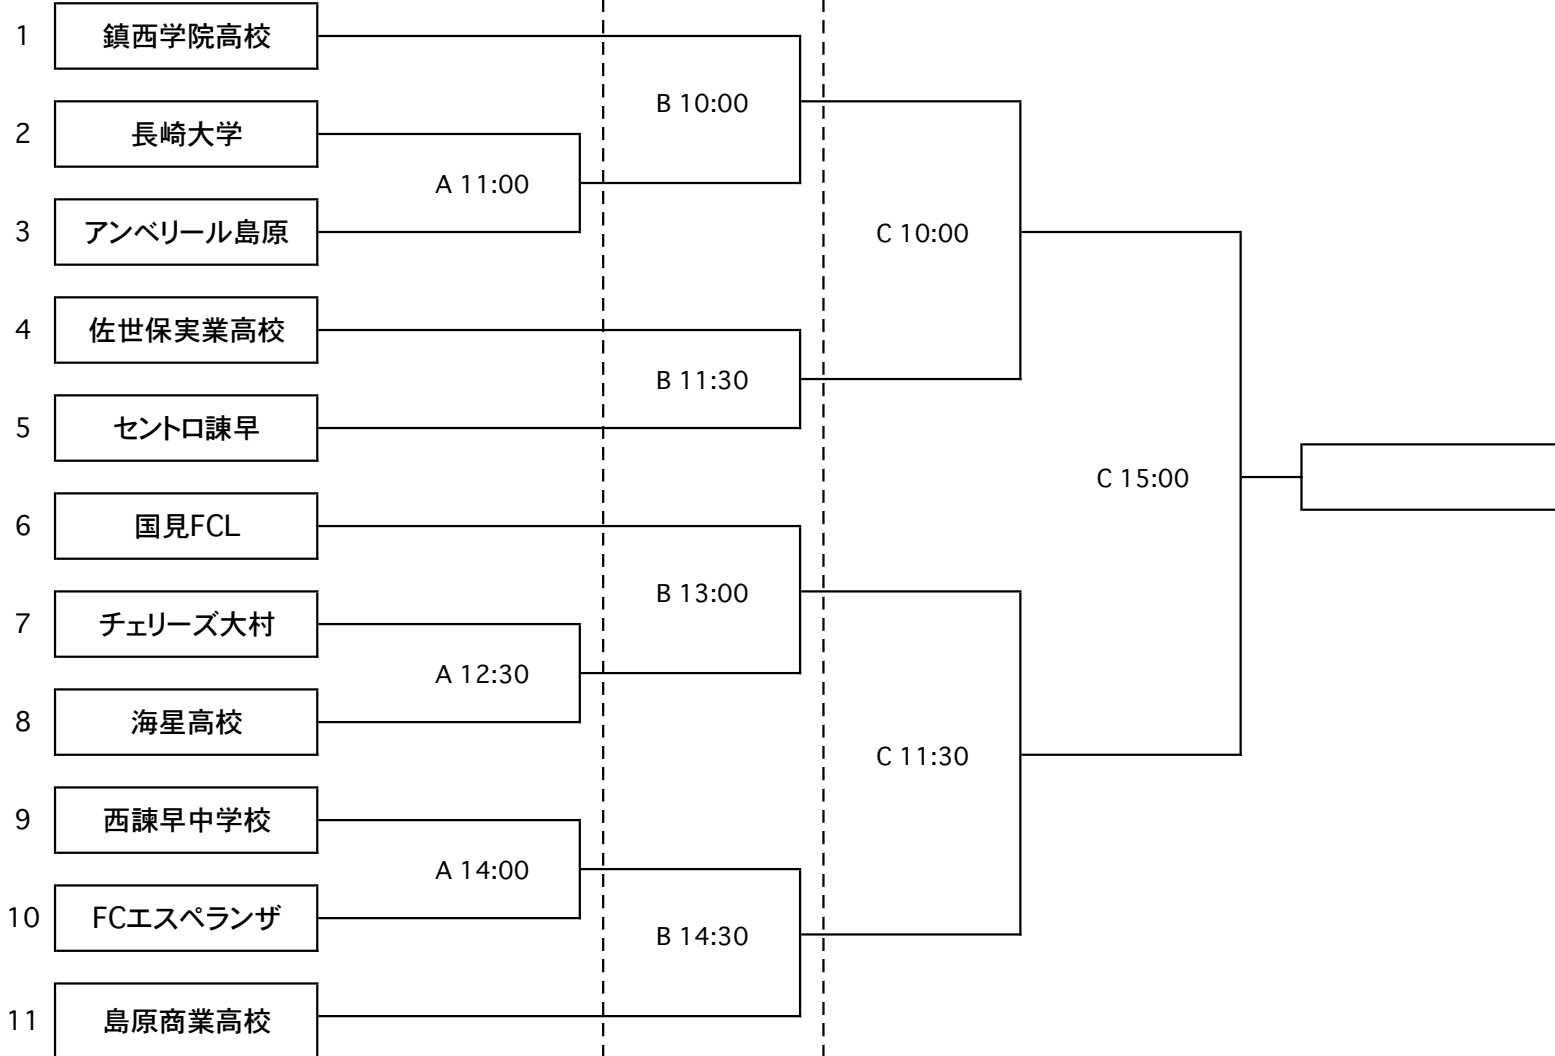 1 鎮西学院高校
B 10:00
2 長崎大学
A 11:00
3 アンベリール島原
C 10:00
4 佐世保実業高校
B 11:30
5 セントロ諫早
C 15:00
6 国見FCL
B 13:00
7 チェリーズ大村
A 12:30
8 海星高校
C 11:30
9 西諫早中学校
A 14:00
10 FCエスペランザ
B 14:30
11 島原商業高校